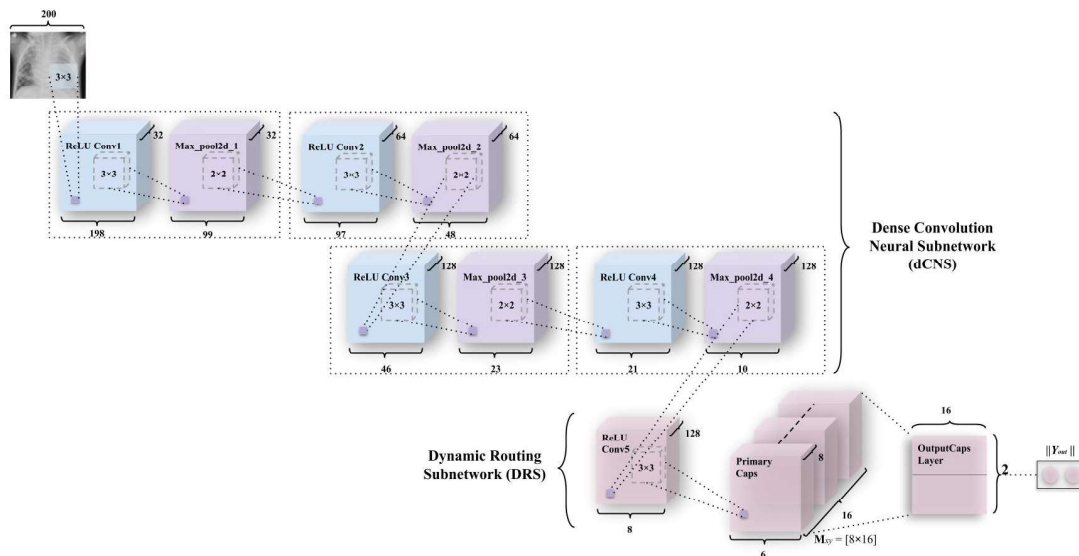 200
3×3
ReLU Conv1
32
3×3
198
Max_pool2d_1
32
2×2
99
ReLU Conv2
64
3×3
97
Max_pool2d_2
64
2×2
48
ReLU Conv3
128
3×3
46
Max_pool2d_3
128
2×2
23
ReLU Conv4
128
3×3
21
Max_pool2d_4
128
2×2
10
Dense Convolution
Neural Subnetwork
(dCNS)
Dynamic Routing
Subnetwork (DRS)
ReLU
Conv5
128
3×3
8
Primary
Caps
8
16
6
M_xy = [8×16]
16
OutputCaps
Layer
2
||Y_out||